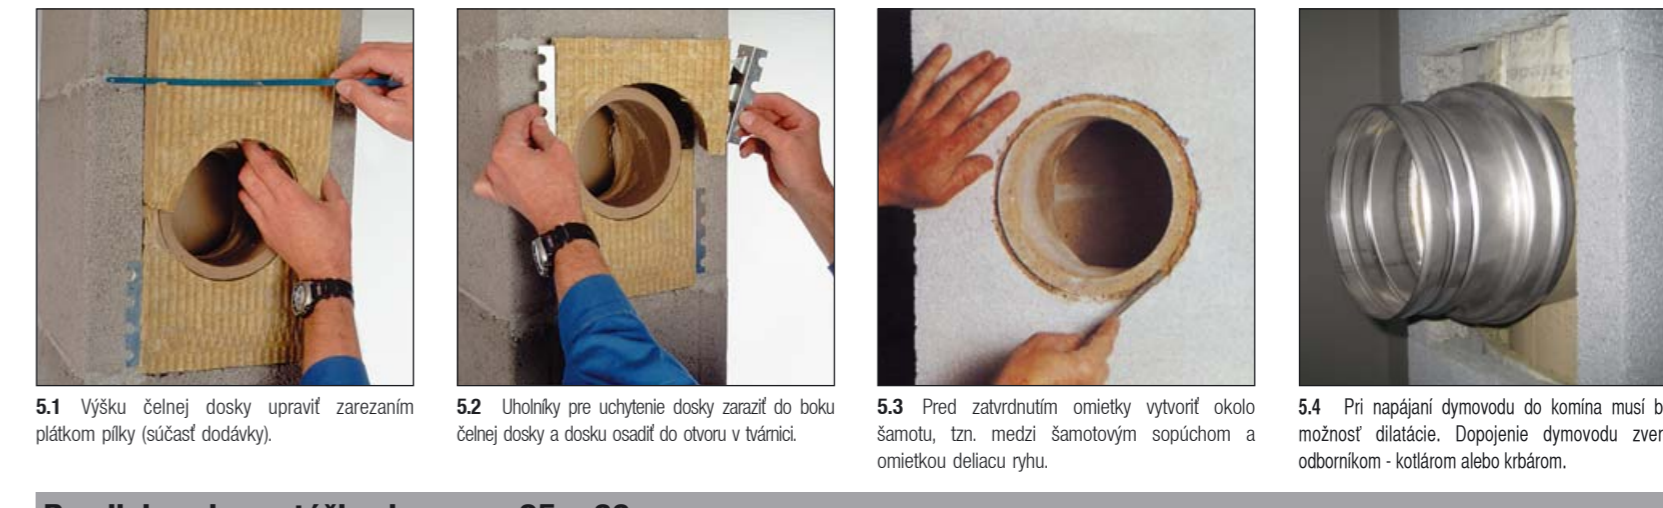 5.1 Výšku čelnej dosky upraviť zarezaním
plátkom pílky (súčasť dodávky).
5.2 Uholníky pre uchytenie dosky zaraziť do boku
čelnej dosky a dosku osadiť do otvoru v tvárnici.
5.3 Pred zatvrdnutím omietky vytvoriť okolo
šamotu, tzn. medzi šamotovým sopúchom a
omietkou deliacu ryhu.
5.4 Pri napájaní dymovodu do komína musí b
možnosť dilatácie. Dopojenie dymovodu zver
odborníkom - kotlárom alebo krbárom.